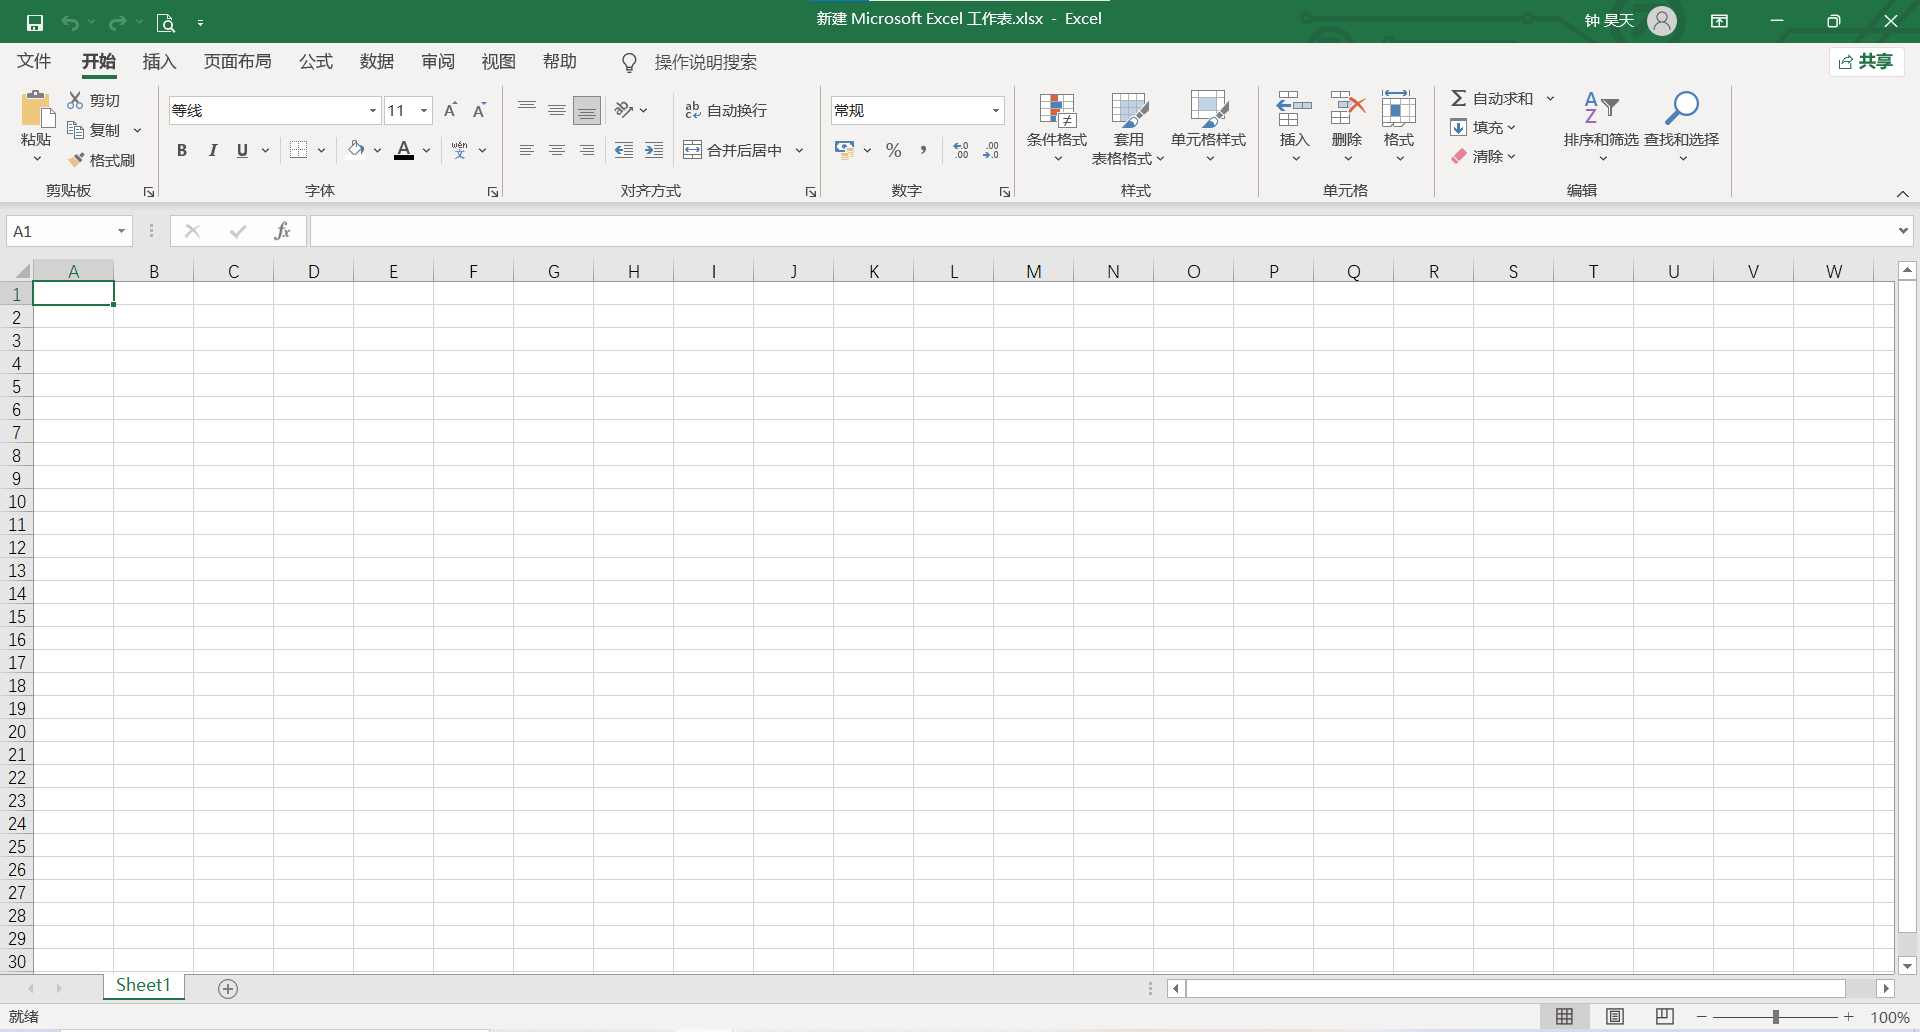 新建 Microsoft Excel 工作表.xlsx - Excel
钟 昊天
文件 开始 插入 页面布局 公式 数据 审阅 视图 帮助 操作说明搜索 共享
粘贴
剪切
复制
格式刷
剪贴板
等线 11 A A
B I U A wén 文
字体
ab 自动换行
合并后居中
对齐方式
常规
% , .0 .00 .00 .0
数字
条件格式
套用
表格格式
单元格样式
样式
插入 删除 格式
单元格
Σ 自动求和
填充
清除
AZ 排序和筛选 查找和选择
编辑
A1 fx
A B C D E F G H I J K L M N O P Q R S T U V W
1
2
3
4
5
6
7
8
9
10
11
12
13
14
15
16
17
18
19
20
21
22
23
24
25
26
27
28
29
30
Sheet1
就绪 100%